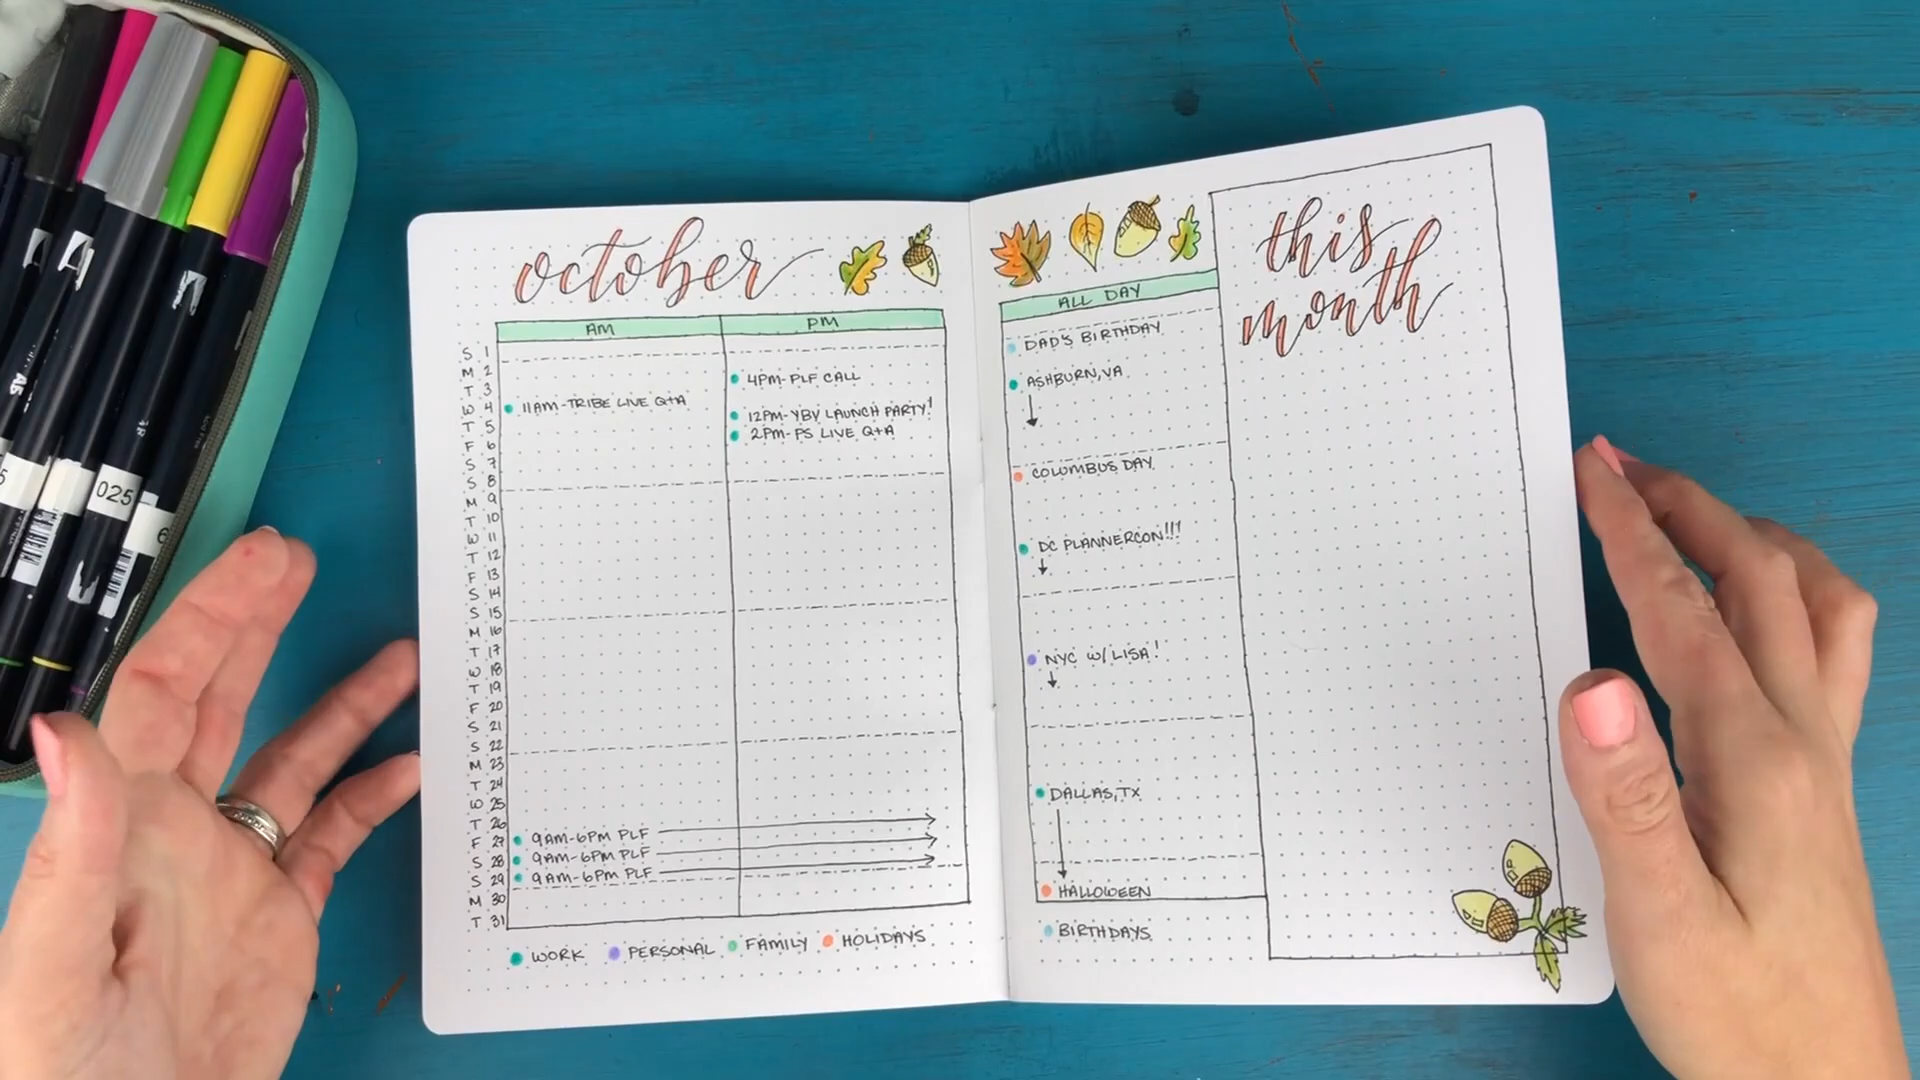 october
AM PM
S 1
M 2
T 3 4PM-PLF CALL
W 4 11AM-TRIBE LIVE Q+A
T 5 12PM-YBV LAUNCH PARTY!
F 6 2PM-PS LIVE Q+A
S 7
S 8
M 9
T 10
W 11
T 12
F 13
S 14
S 15
M 16
T 17
W 18
T 19
F 20
S 21
S 22
M 23
T 24
W 25
T 26
F 27 9AM-6PM PLF
S 28 9AM-6PM PLF
S 29 9AM-6PM PLF
M 30
T 31
WORK PERSONAL FAMILY HOLIDAYS
ALL DAY
DAD'S BIRTHDAY
ASHBURN, VA
COLUMBUS DAY
DC PLANNERCON!!!
NYC W/ LISA!
DALLAS, TX
HALLOWEEN
BIRTHDAYS
this
month
025
6